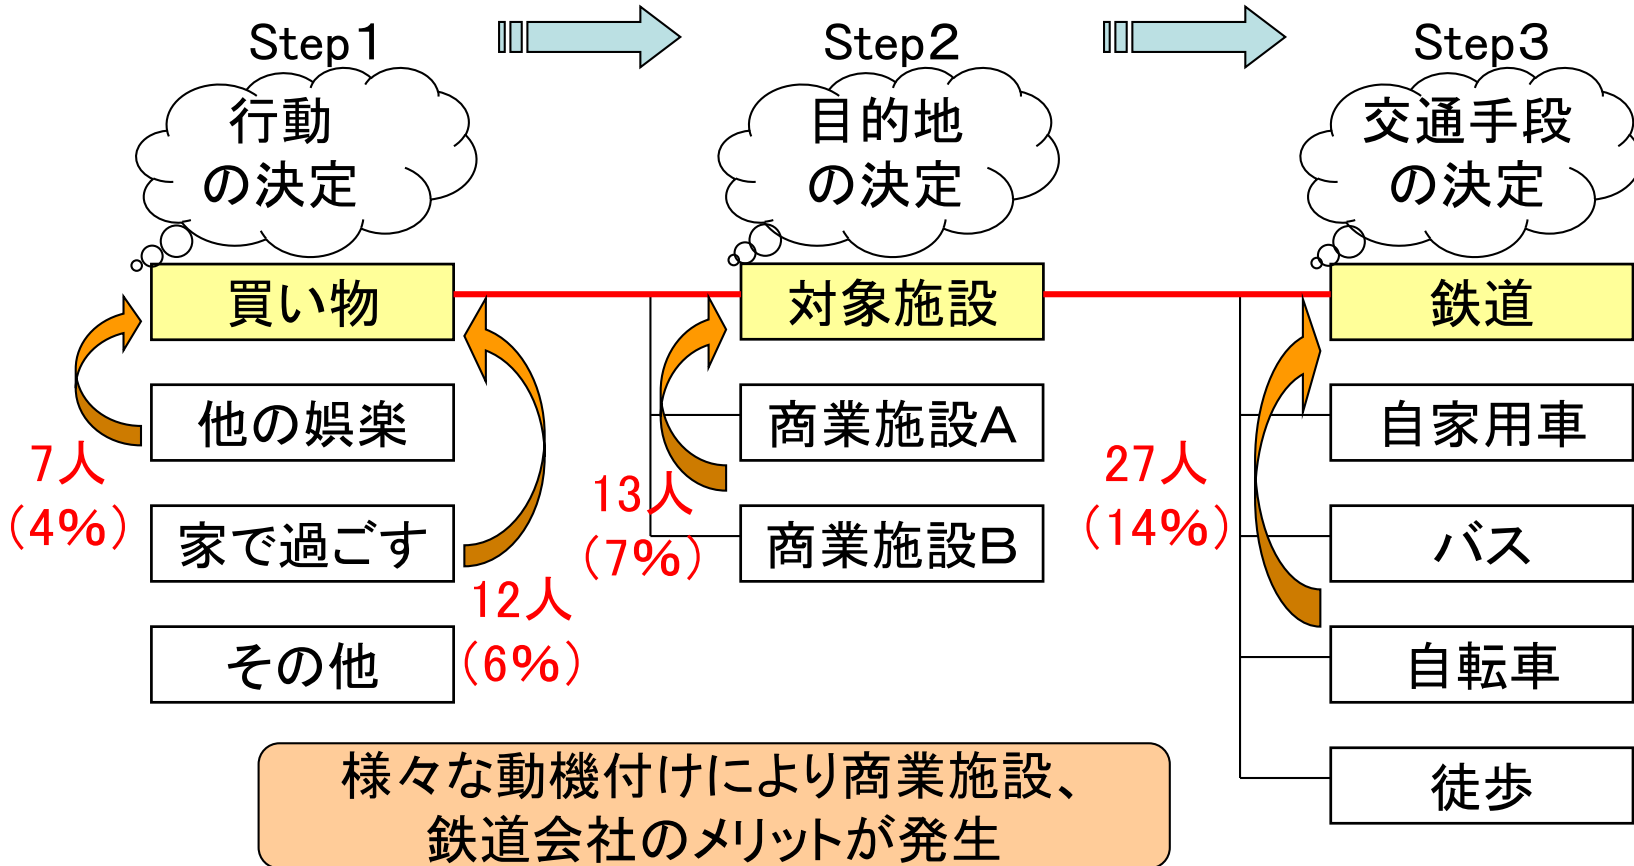 Step1
Step2
Step3
行動
の決定
目的地
の決定
交通手段
の決定
買い物
対象施設
鉄道
他の娯楽
商業施設A
自家用車
7人
(4%)
13人
(7%)
27人
(14%)
家で過ごす
商業施設B
バス
12人
(6%)
その他
自転車
徒歩
様々な動機付けにより商業施設、
鉄道会社のメリットが発生